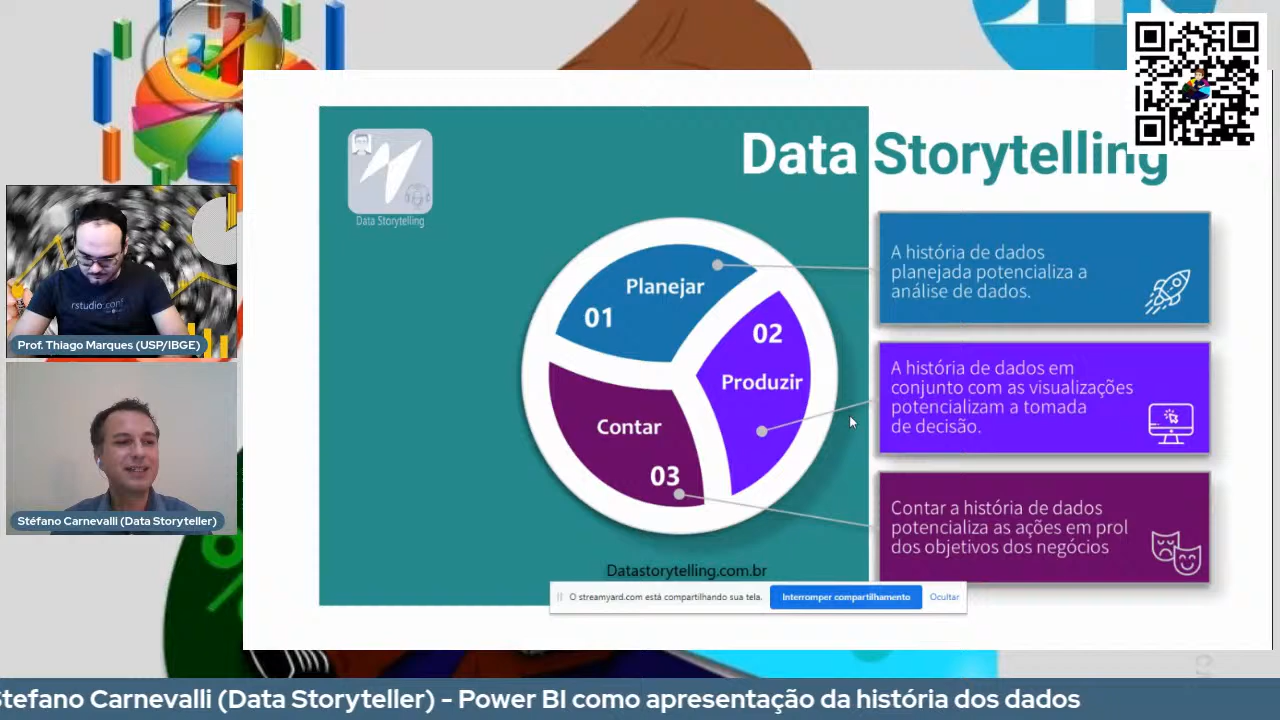 Data Storytelling
Data Storytelling
Planejar
01
02
Produzir
Contar
03
A história de dados
planejada potencializa a
análise de dados.
A história de dados em
conjunto com as visualizações
potencializam a tomada
de decisão.
Contar a história de dados
potencializa as ações em prol
dos objetivos dos negócios
Datastorytelling.com.br
O streamyard.com está compartilhando sua tela.
Interromper compartilhamento
Ocultar
rstudio::conf
Prof. Thiago Marques (USP/IBGE)
Stéfano Carnevalli (Data Storyteller)
Stefano Carnevalli (Data Storyteller) - Power BI como apresentação da história dos dados